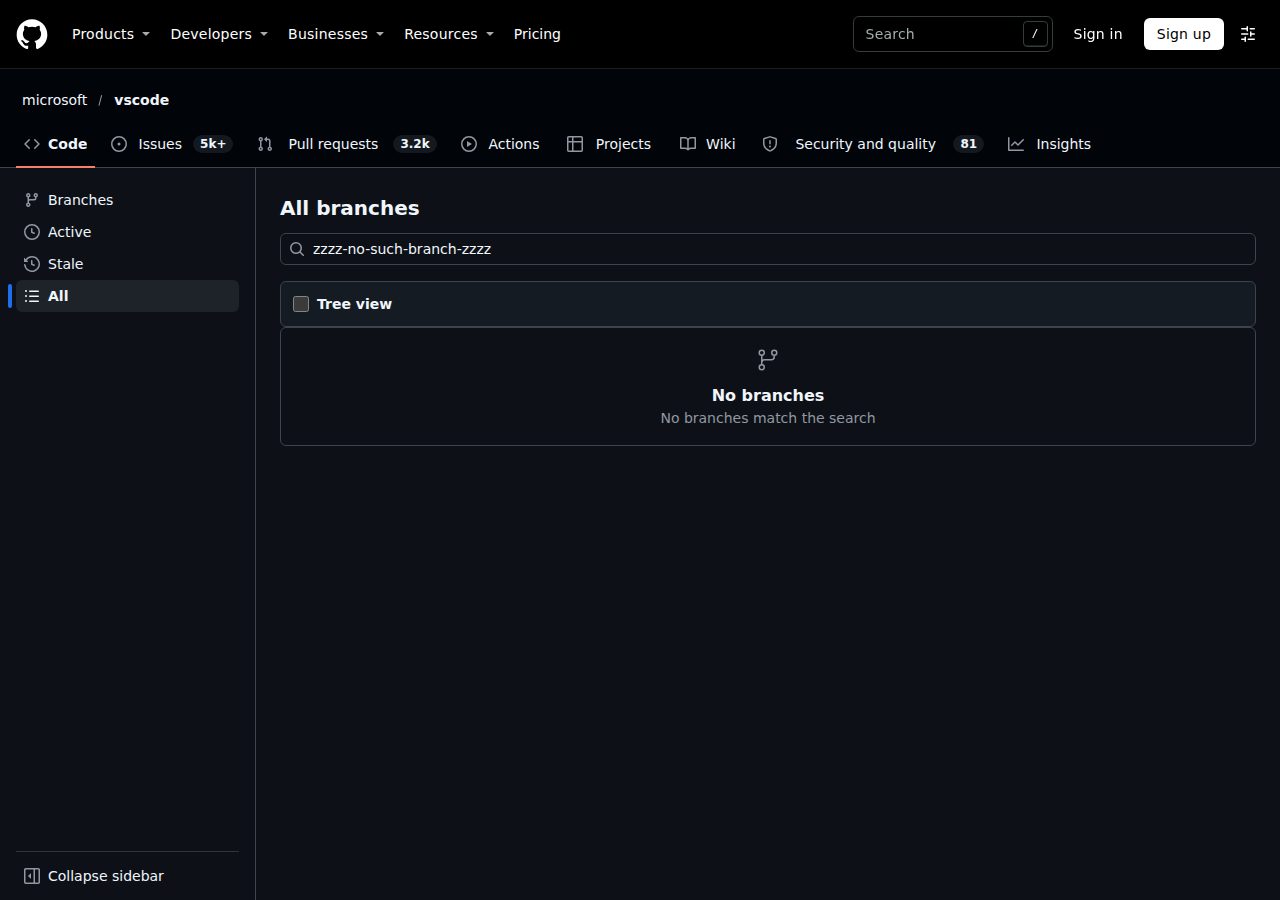 Products Developers Businesses Resources Pricing Search / Sign in Sign up
microsoft / vscode
Code Issues 5k+ Pull requests 3.2k Actions Projects Wiki Security and quality 81 Insights
Branches
Active
Stale
All
All branches
zzzz-no-such-branch-zzzz
Tree view
No branches
No branches match the search
Collapse sidebar